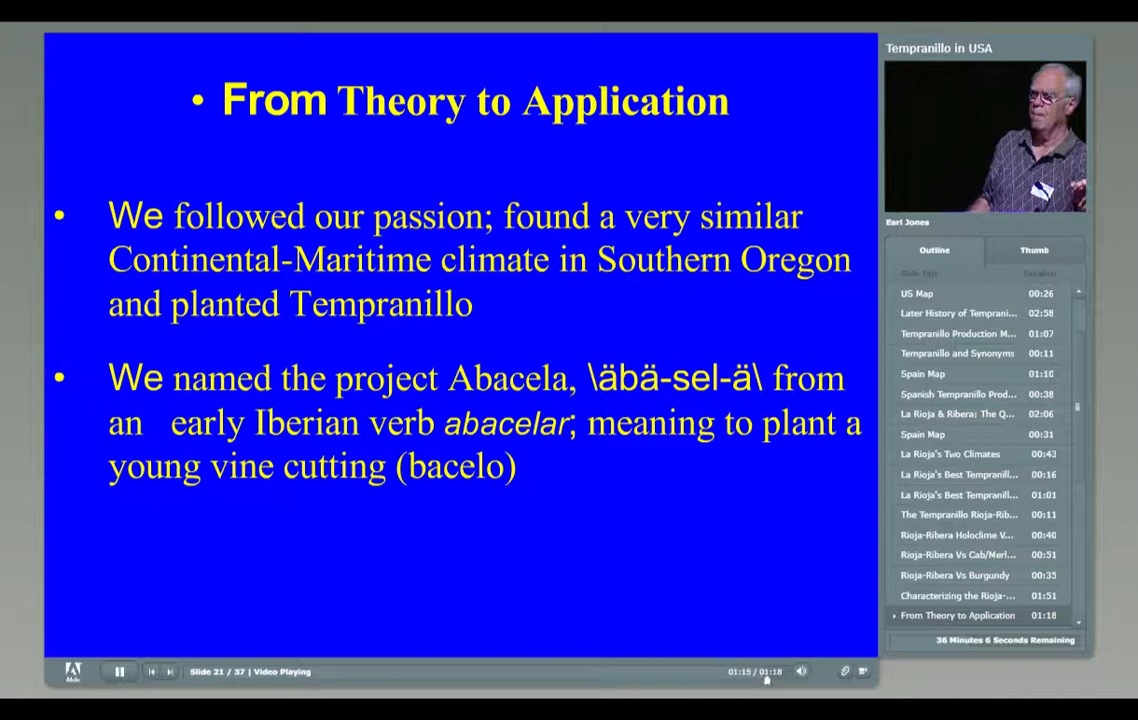 • From Theory to Application
• We followed our passion; found a very similar
Continental-Maritime climate in Southern Oregon
and planted Tempranillo
• We named the project Abacela, \äbä-sel-ä\ from
an early Iberian verb abacelar; meaning to plant a
young vine cutting (bacelo)
Tempranillo in USA
Earl Jones
Outline Thumb
Slide Title Duration
US Map 00:26
Later History of Temprani... 02:58
Tempranillo Production M... 01:07
Tempranillo and Synonyms 00:11
Spain Map 01:10
Spanish Tempranillo Prod... 00:38
La Rioja & Ribera; The Q... 02:06
Spain Map 00:31
La Rioja's Two Climates 00:43
La Rioja's Best Tempranill... 00:16
La Rioja's Best Tempranill... 01:01
The Tempranillo Rioja-Rib... 00:11
Rioja-Ribera Holoclime V... 00:40
Rioja-Ribera Vs Cab/Merl... 00:51
Rioja-Ribera Vs Burgundy 00:35
Characterizing the Rioja-... 01:51
From Theory to Application 01:18
36 Minutes 6 Seconds Remaining
Adobe
Slide 21 / 37 | Video Playing
01:15 / 01:18